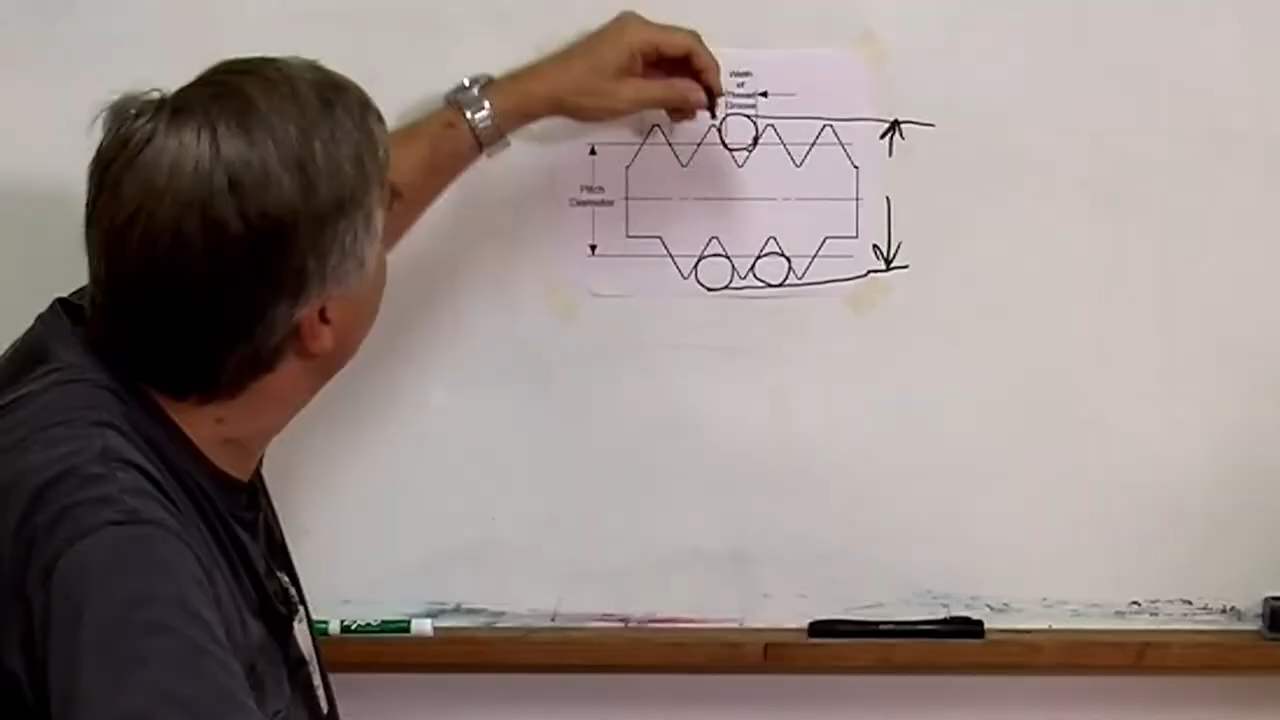 Width
of
Thread
Groove
Pitch
Diameter